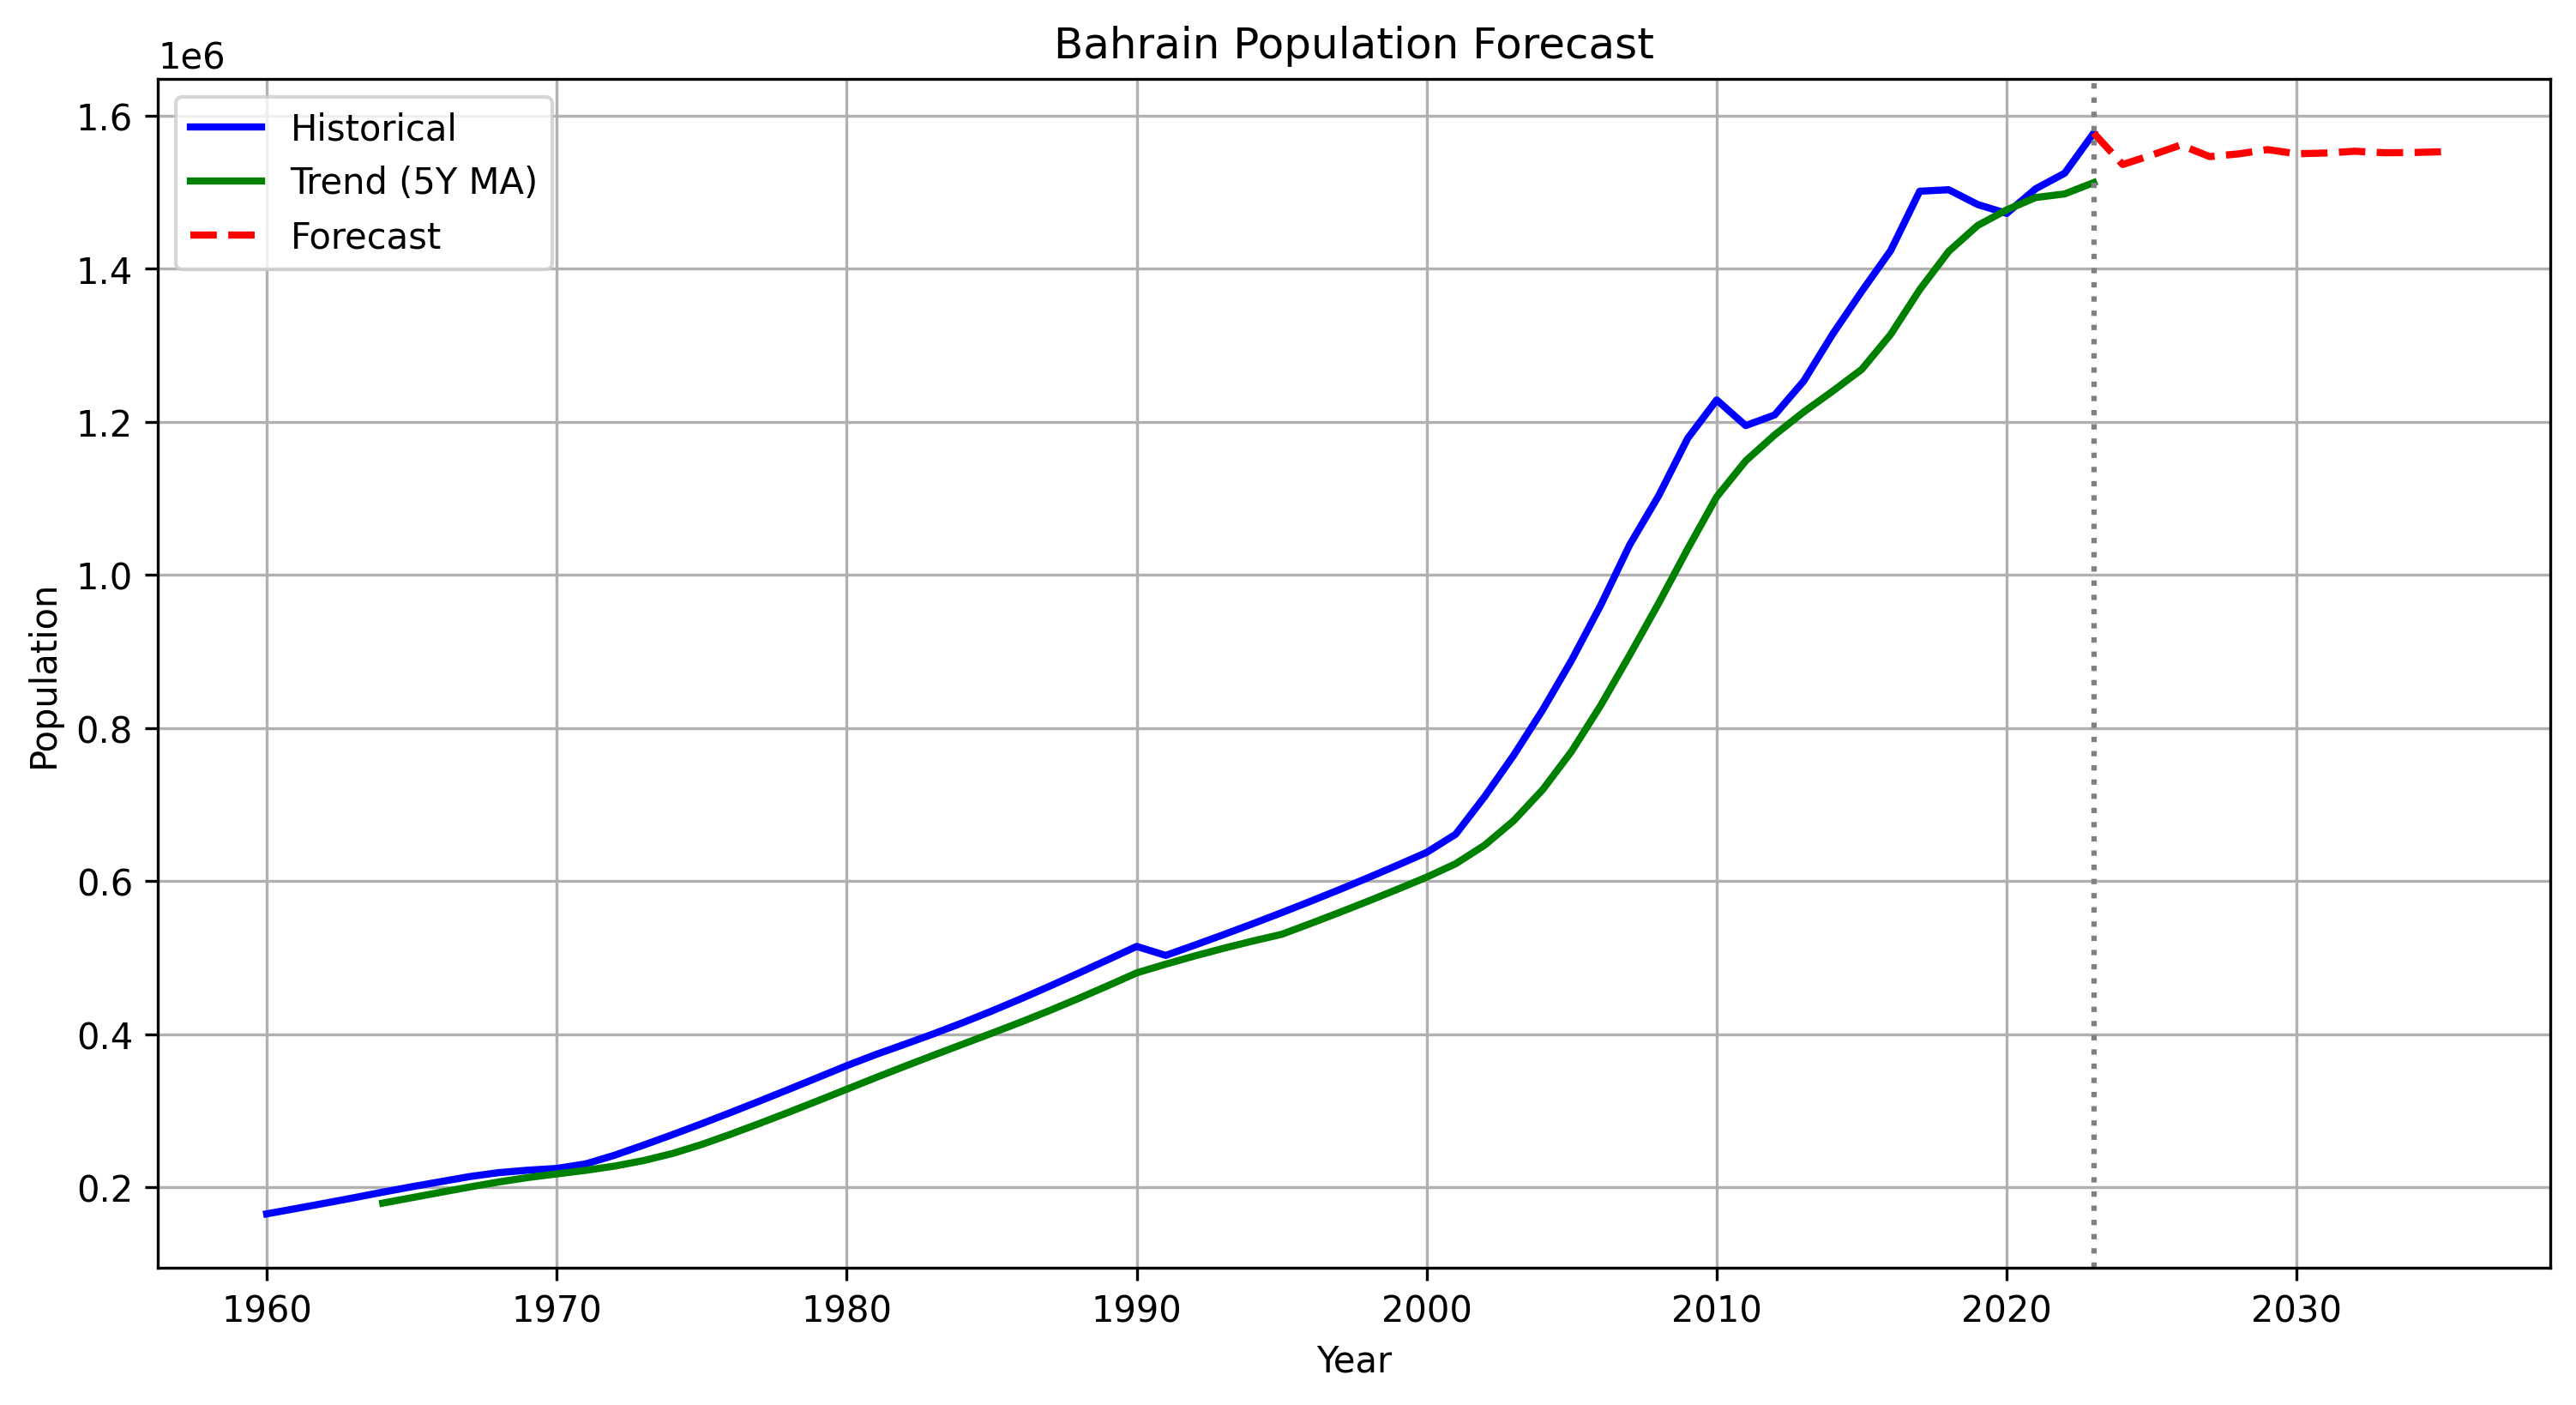 Bahrain Population Forecast
1e6
Historical
Trend (5Y MA)
Forecast
1.6
1.4
1.2
1.0
0.8
0.6
0.4
0.2
Population
1960 1970 1980 1990 2000 2010 2020 2030
Year